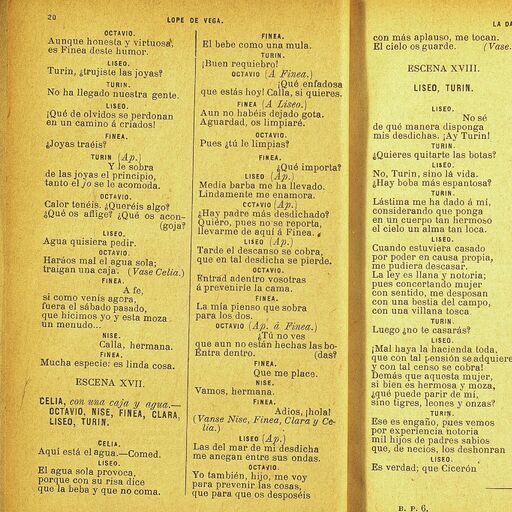 20
LOPE DE VEGA.
OCTAVIO.
Aunque honesta y virtuosa,
es Finea deste humor.
LISEO.
Turín, ¿trujiste las joyas?
TURIN.
No ha llegado nuestra gente.
LISEO.
¡Qué de olvidos se perdonan
en un camino á criados!
FINEA.
¿Joyas traéis?
TURIN (Ap.)
Y le sobra
de las joyas el principio,
tanto el jo se le acomoda.
OCTAVIO.
Calor tenéis. ¿Queréis algo?
¿Qué os aflige? ¿Qué os acon-
(goja?
LISEO.
Agua quisiera pedir.
OCTAVIO.
Haráos mal el agua sola;
traigan una caja. (Vase Celia.)
FINEA.
A fe,
si como venís agora,
fuera el sábado pasado,
que hicimos yo y esta moza
un menudo...
NISE.
Calla, hermana.
FINEA.
Mucha especie: es linda cosa.
ESCENA XVII.
CELIA, con una caja y agua.—
OCTAVIO, NISE, FINEA, CLARA,
LISEO, TURIN.
CELIA.
Aquí está el agua.—Comed.
LISEO.
El agua sola provoca,
porque con su risa dice
que la beba y que no coma.
FINEA.
El bebe como una mula.
TURIN.
¡Buen requiebro!
OCTAVIO (A Finea.)
¡Qué enfadosa
que estás hoy! Calla, si quieres.
FINEA (A Liseo.)
Aun no habéis dejado gota.
Aguardad, os limpiaré.
OCTAVIO.
Pues ¿tú le limpias?
FINEA.
¿Qué importa?
LISEO (Ap.)
Media barba me ha llevado.
Lindamente me enamora.
OCTAVIO (Ap.)
¿Hay padre más desdichado?
Quiero, pues no se reporta,
llevarme de aquí á Finea.
LISEO (Ap.)
Tarde el descanso se cobra,
que en tal desdicha se pierde.
OCTAVIO.
Entrad adentro vosotras
á prevenirle la cama.
FINEA.
La mía pienso que sobra
para los dos.
OCTAVIO (Ap. á Finea.)
¿Tú no ves
que aun no están hechas las bo-
Entra dentro. (das?
FINEA.
Que me place.
NISE.
Vamos, hermana.
FINEA.
Adios, ¡hola!
(Vanse Nise, Finea, Clara y Ce-
lia.)
LISEO (Ap.)
Las del mar de mi desdicha
me anegan entre sus ondas.
OCTAVIO.
Yo también, hijo, me voy
para prevenir las cosas,
que para que os desposéis
LA DA
con más aplauso, me tocan.
El cielo os guarde. (Vase.
ESCENA XVIII.
LISEO, TURIN.
LISEO.
No sé
de qué manera disponga
mis desdichas. ¡Ay Turin!
TURIN.
¿Quieres quitarte las botas?
LISEO.
No, Turin, sino lá vida.
¿Hay boba más espantosa?
TURIN.
Lástima me ha dado á mí,
considerando que ponga
en un cuerpo tan hermoso
el cielo un alma tan loca.
LISEO.
Cuando estuviera casado
por poder en causa propia,
me pudiera descasar.
La ley es llana y notoria;
pues concertando mujer
con sentido, me desposan
con una bestia del campo,
con una villana tosca.
TURIN.
Luego ¿no te casarás?
LISEO.
¡Mal haya la hacienda toda,
que con tal pensión se adquiere
y con tal censo se cobra!
Demás que aquesta mujer,
si bien es hermosa y moza,
¿qué puede parir de mí,
sino tigres, leones y onzas?
TURIN.
Ese es engaño, pues vemos
por experiencia notoria
mil hijos de padres sabios
que, de necios, los deshonran
LISEO.
Es verdad; que Cicerón
B. P. 6,